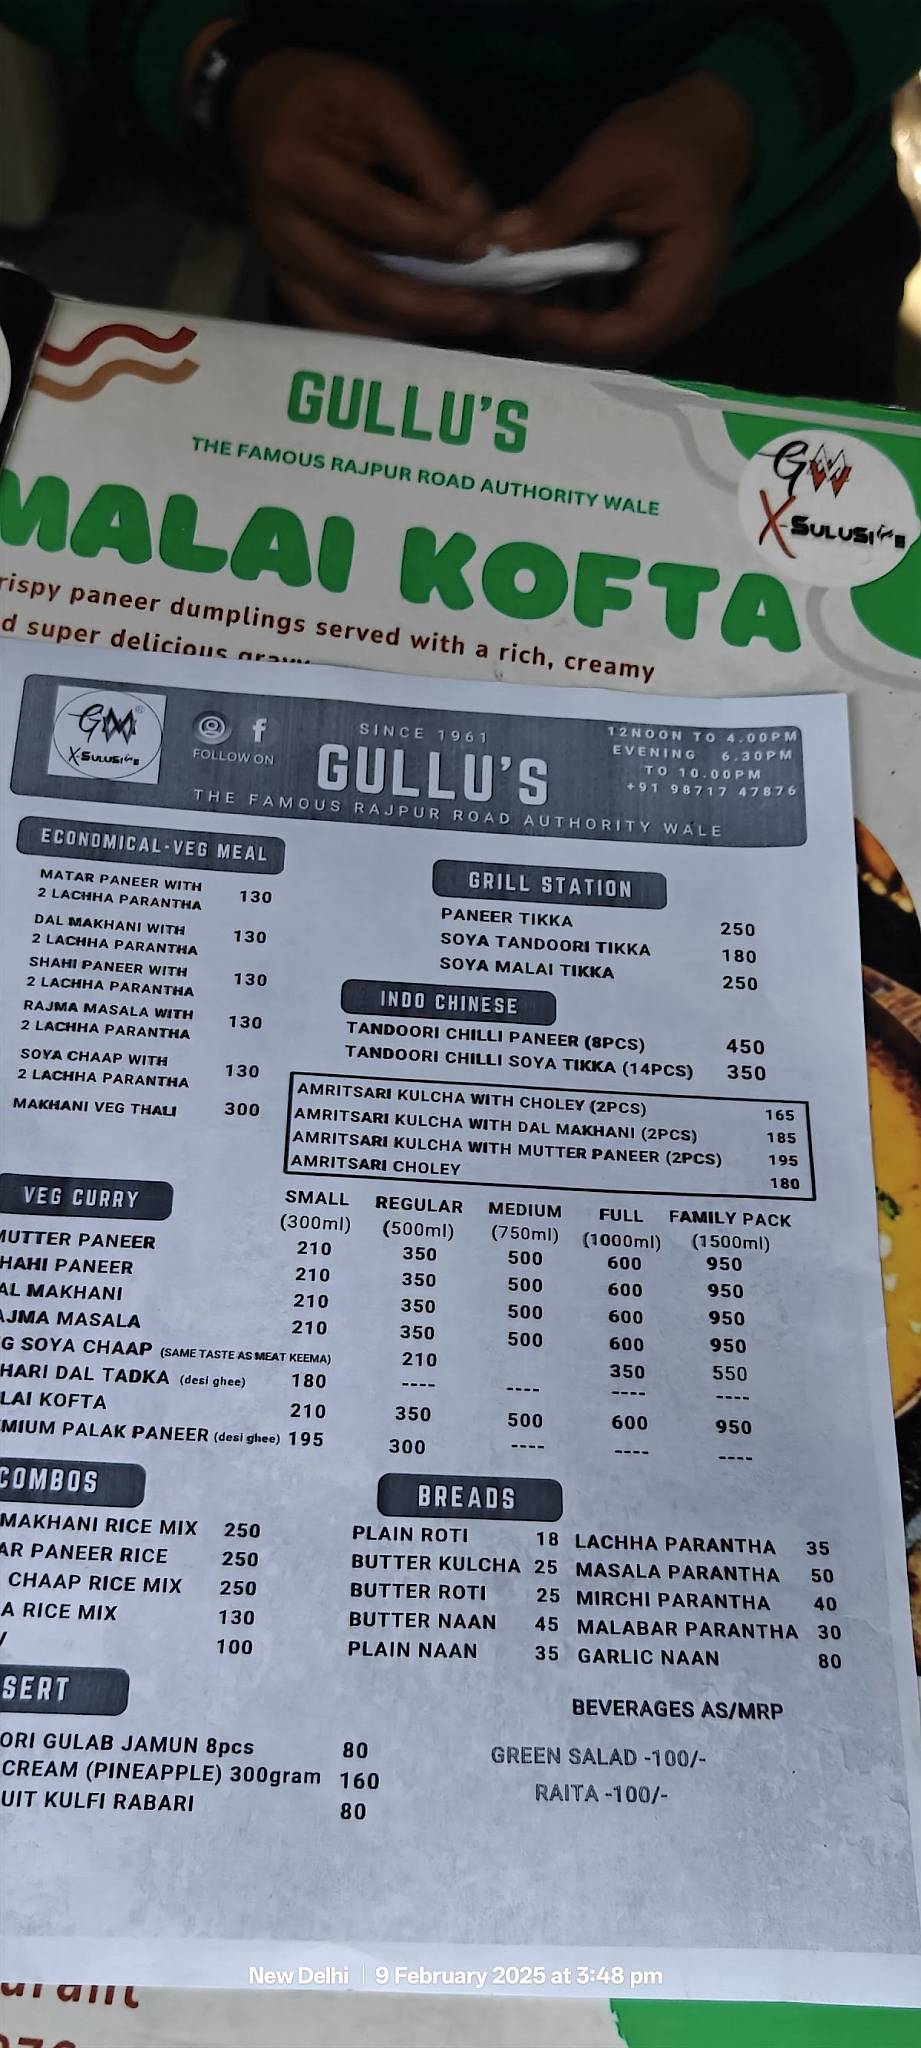 GULLU'S
THE FAMOUS RAJPUR ROAD AUTHORITY WALE
GM
X-SULUSIVE
MALAI KOFTA
rispy paneer dumplings served with a rich, creamy
d super delicious gravy
GM
X-SULUSIVE
FOLLOW ON
SINCE 1961
GULLU'S
THE FAMOUS RAJPUR ROAD AUTHORITY WALE
12NOON TO 4.00PM
EVENING 6.30PM
TO 10.00PM
+91 98717 47876
ECONOMICAL-VEG MEAL
MATAR PANEER WITH
2 LACHHA PARANTHA 130
DAL MAKHANI WITH
2 LACHHA PARANTHA 130
SHAHI PANEER WITH
2 LACHHA PARANTHA 130
RAJMA MASALA WITH
2 LACHHA PARANTHA 130
SOYA CHAAP WITH
2 LACHHA PARANTHA 130
MAKHANI VEG THALI 300
GRILL STATION
PANEER TIKKA 250
SOYA TANDOORI TIKKA 180
SOYA MALAI TIKKA 250
INDO CHINESE
TANDOORI CHILLI PANEER (8PCS) 450
TANDOORI CHILLI SOYA TIKKA (14PCS) 350
AMRITSARI KULCHA WITH CHOLEY (2PCS) 165
AMRITSARI KULCHA WITH DAL MAKHANI (2PCS) 185
AMRITSARI KULCHA WITH MUTTER PANEER (2PCS) 195
AMRITSARI CHOLEY 180
VEG CURRY
SMALL REGULAR MEDIUM FULL FAMILY PACK
(300ml) (500ml) (750ml) (1000ml) (1500ml)
MUTTER PANEER 210 350 500 600 950
HAHI PANEER 210 350 500 600 950
AL MAKHANI 210 350 500 600 950
AJMA MASALA 210 350 500 600 950
G SOYA CHAAP (SAME TASTE AS MEAT KEEMA) 210 350 550
HARI DAL TADKA (desi ghee) 180 ---- ---- ---- ----
LAI KOFTA 210 350 500 600 950
MIUM PALAK PANEER (desi ghee) 195 300 ---- ---- ----
COMBOS
MAKHANI RICE MIX 250
AR PANEER RICE 250
CHAAP RICE MIX 250
A RICE MIX 130
100
BREADS
PLAIN ROTI 18 LACHHA PARANTHA 35
BUTTER KULCHA 25 MASALA PARANTHA 50
BUTTER ROTI 25 MIRCHI PARANTHA 40
BUTTER NAAN 45 MALABAR PARANTHA 30
PLAIN NAAN 35 GARLIC NAAN 80
SERT
ORI GULAB JAMUN 8pcs 80
CREAM (PINEAPPLE) 300gram 160
UIT KULFI RABARI 80
BEVERAGES AS/MRP
GREEN SALAD -100/-
RAITA -100/-
New Delhi | 9 February 2025 at 3:48 pm